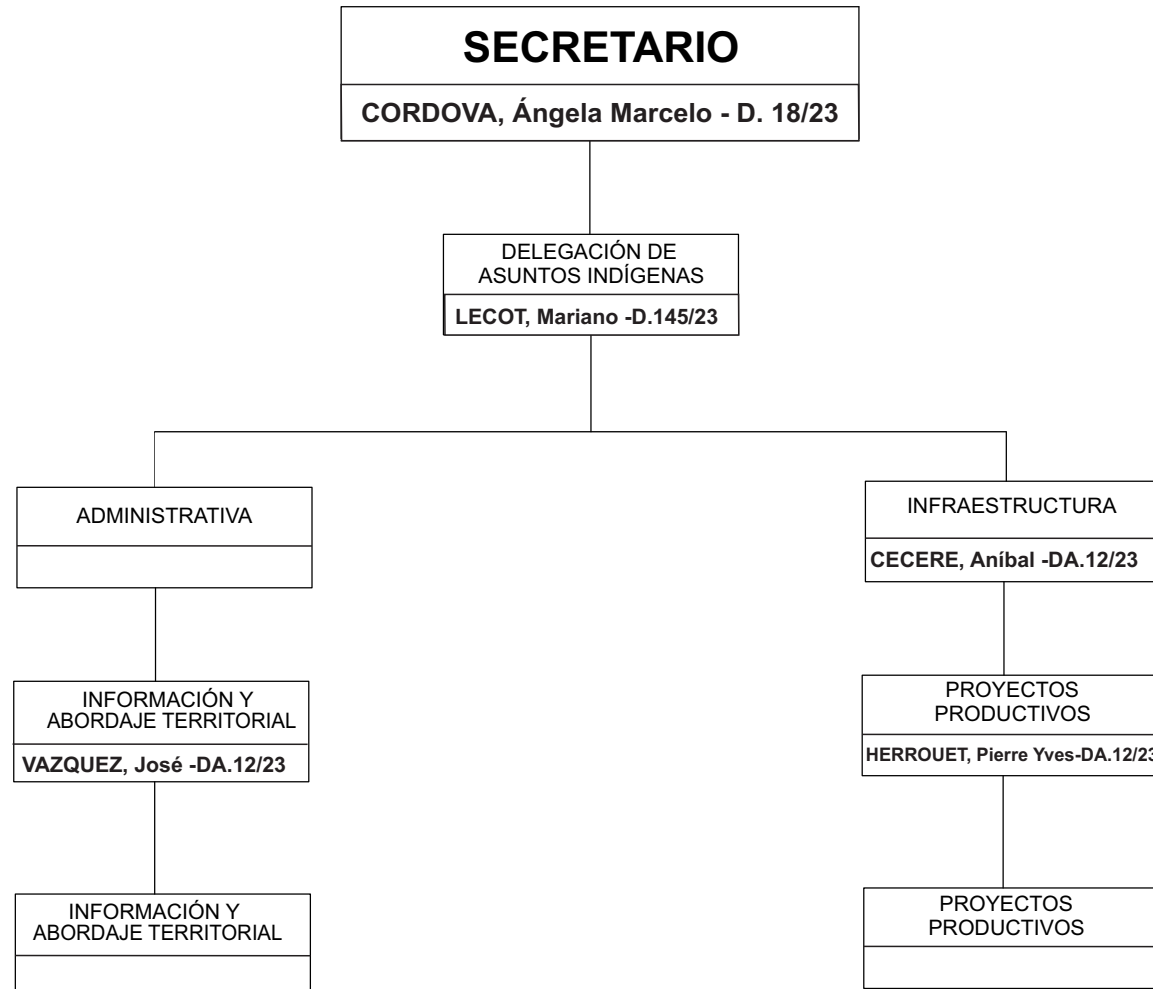 SECRETARIO
CORDOVA, Ángela Marcelo - D. 18/23
DELEGACIÓN DE
ASUNTOS INDÍGENAS
LECOT, Mariano -D.145/23
ADMINISTRATIVA
INFRAESTRUCTURA
CECERE, Aníbal -DA.12/23
INFORMACIÓN Y
ABORDAJE TERRITORIAL
VAZQUEZ, José -DA.12/23
PROYECTOS
PRODUCTIVOS
HERROUET, Pierre Yves-DA.12/23
INFORMACIÓN Y
ABORDAJE TERRITORIAL
PROYECTOS
PRODUCTIVOS